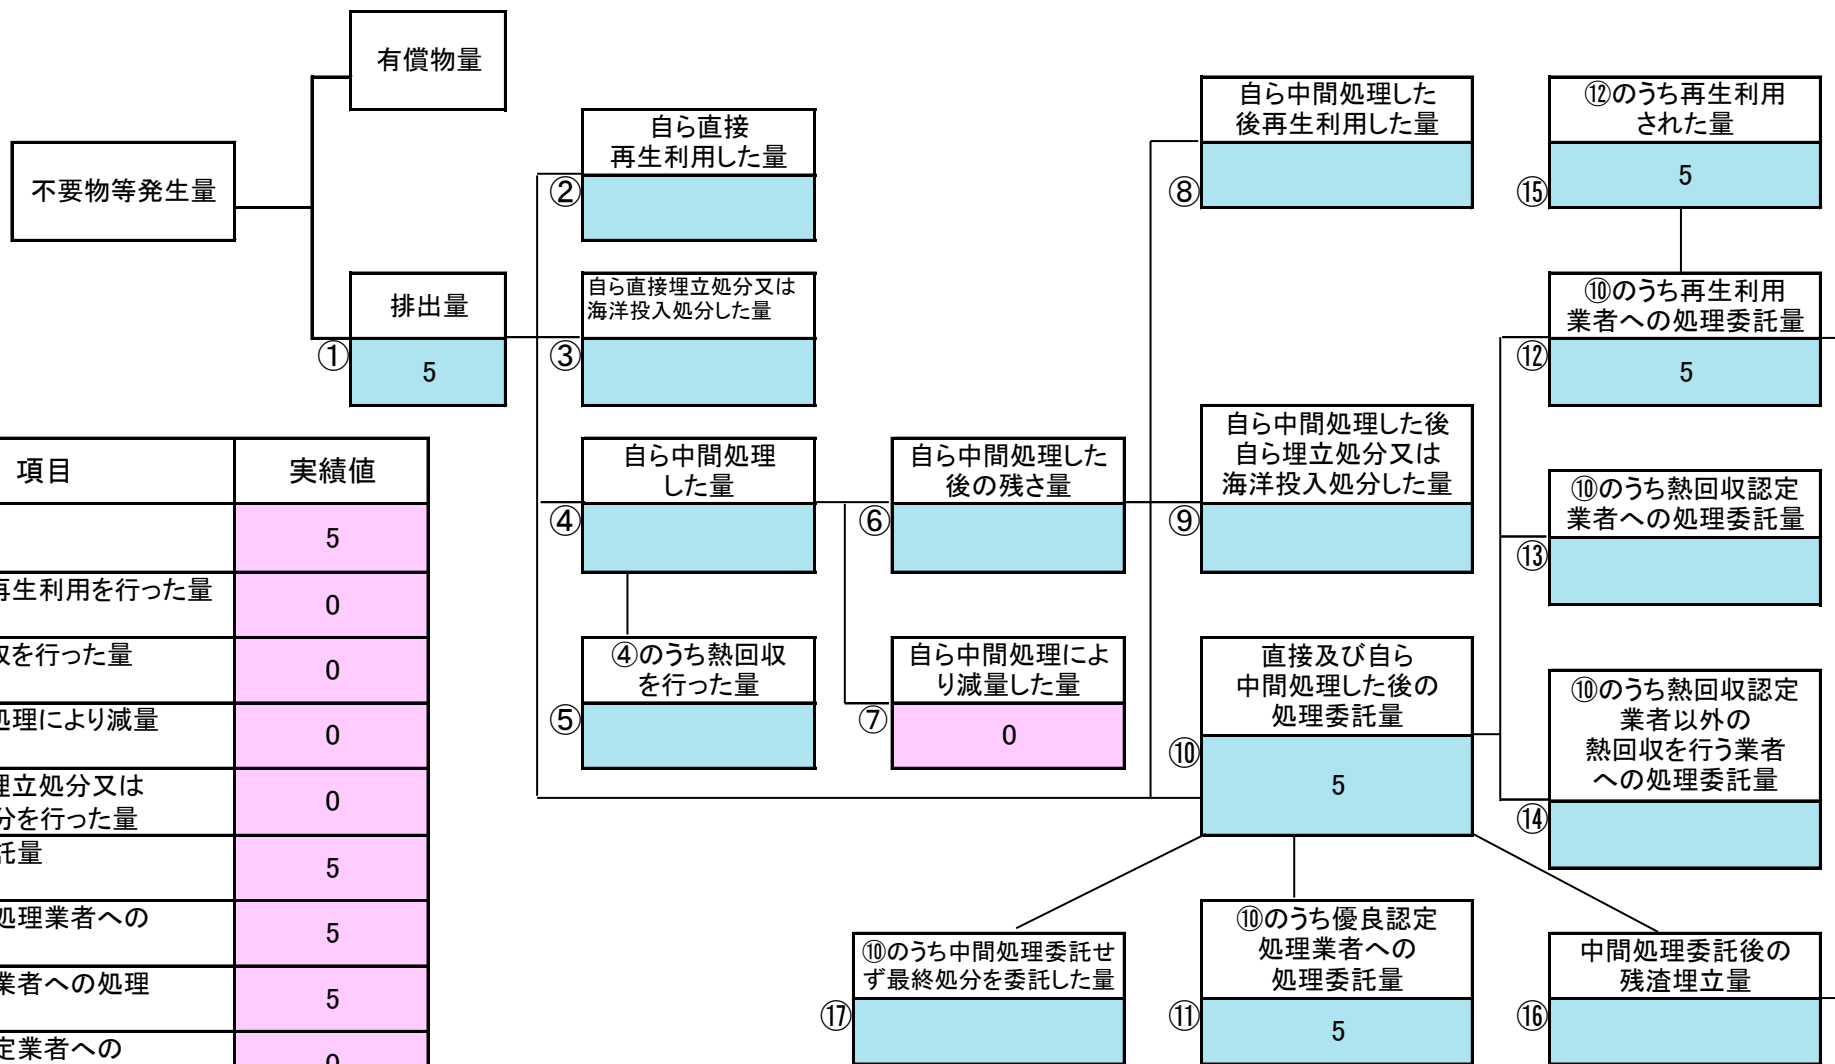 有償物量
不要物等発生量
排出量
①
5
自ら直接
再生利用した量
②
自ら直接埋立処分又は
海洋投入処分した量
③
自ら中間処理
した量
④
④のうち熱回収
を行った量
⑤
自ら中間処理した
後の残さ量
⑥
自ら中間処理によ
り減量した量
⑦
0
自ら中間処理した
後再生利用した量
⑧
自ら中間処理した後
自ら埋立処分又は
海洋投入処分した量
⑨
直接及び自ら
中間処理した後の
処理委託量
⑩
5
⑩のうち優良認定
処理業者への
処理委託量
⑪
5
⑫のうち再生利用
された量
⑮
5
⑩のうち再生利用
業者への処理委託量
⑫
5
⑩のうち熱回収認定
業者への処理委託量
⑬
⑩のうち熱回収認定
業者以外の
熱回収を行う業者
への処理委託量
⑭
中間処理委託後の
残渣埋立量
⑯
⑩のうち中間処理委託せ
ず最終処分を委託した量
⑰
項目 実績値
5
再生利用を行った量 0
を行った量 0
処理により減量 0
埋立処分又は
分を行った量 0
託量 5
処理業者への 5
業者への処理 5
定業者への 0